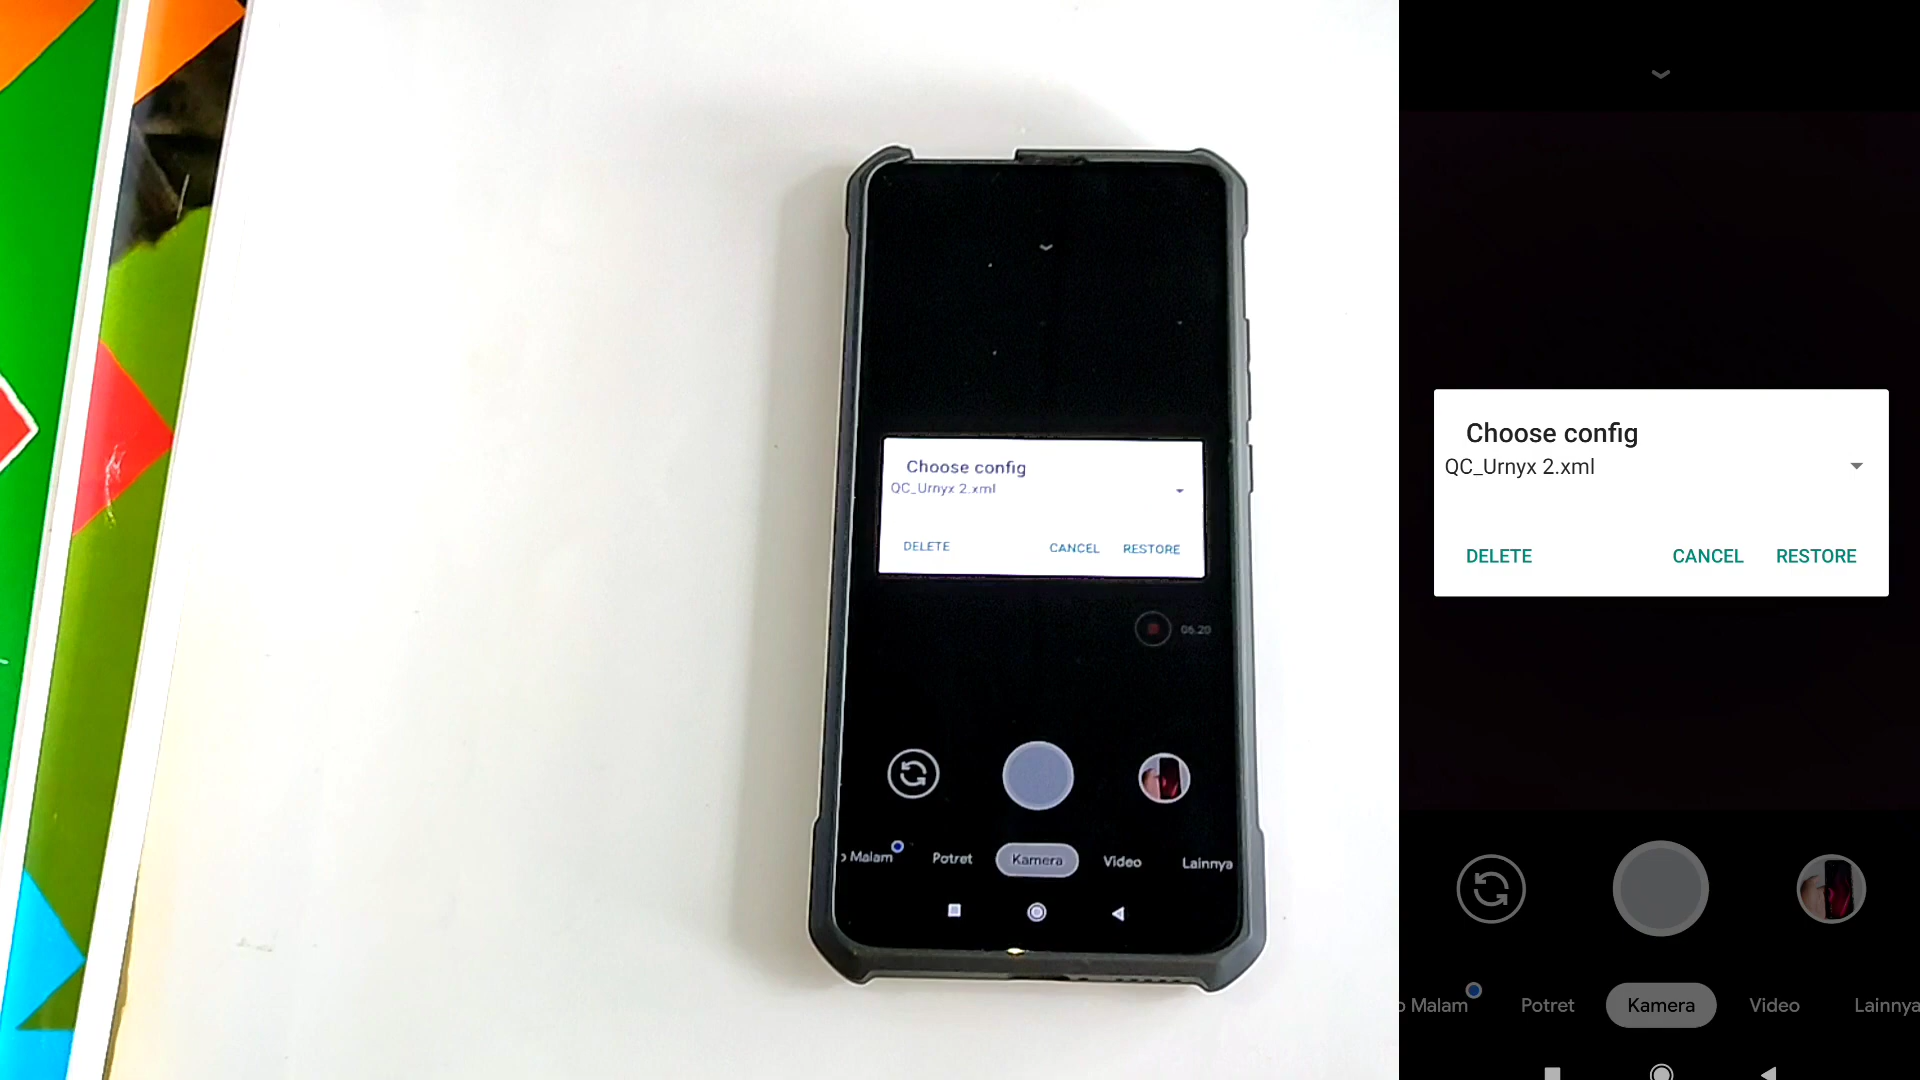 Choose config
QC_Urnyx 2.xml
DELETE CANCEL RESTORE
06.20
o Malam Potret Kamera Video Lainnya
Choose config
QC_Urnyx 2.xml
DELETE CANCEL RESTORE
o Malam Potret Kamera Video Lainnya